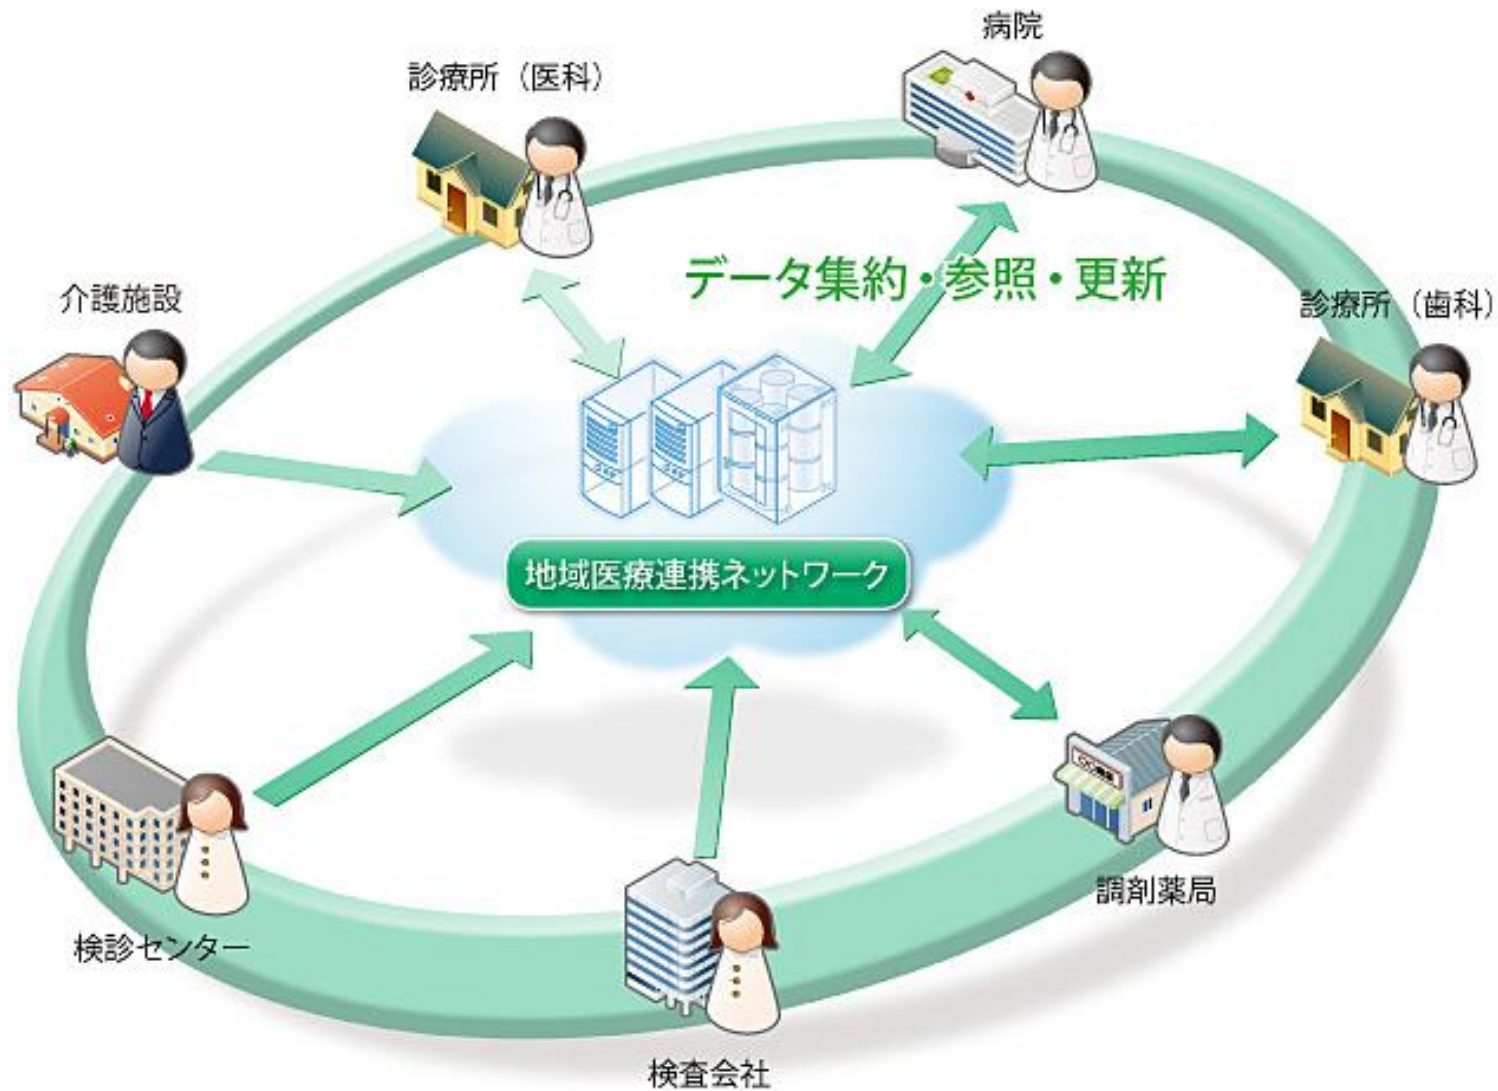 病院
診療所（医科）
データ集約・参照・更新
介護施設
診療所（歯科）
地域医療連携ネットワーク
調剤薬局
検診センター
検査会社